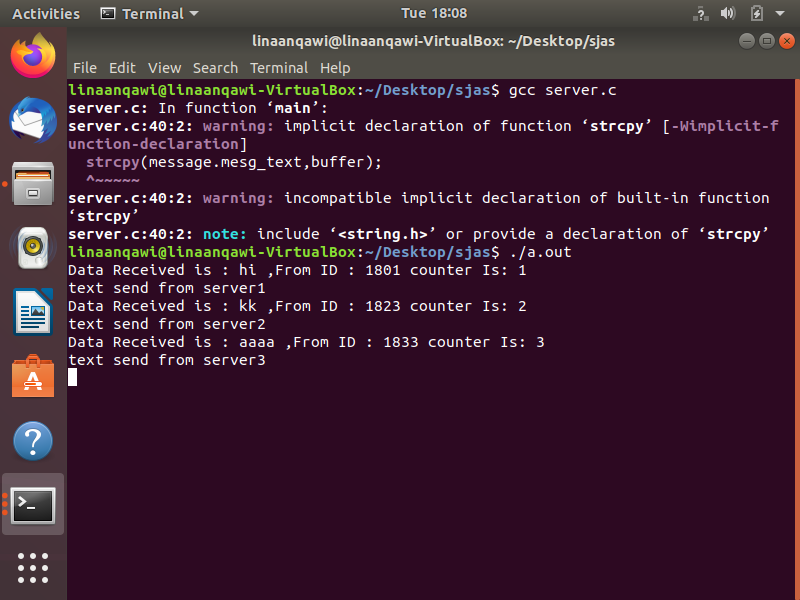 Activities Terminal Tue 18:08
linaanqawi@linaanqawi-VirtualBox: ~/Desktop/sjas
File Edit View Search Terminal Help
linaanqawi@linaanqawi-VirtualBox:~/Desktop/sjas$ gcc server.c
server.c: In function ‘main’:
server.c:40:2: warning: implicit declaration of function ‘strcpy’ [-Wimplicit-f
unction-declaration]
  strcpy(message.mesg_text,buffer);
  ^~~~~~
server.c:40:2: warning: incompatible implicit declaration of built-in function
‘strcpy’
server.c:40:2: note: include ‘<string.h>’ or provide a declaration of ‘strcpy’
linaanqawi@linaanqawi-VirtualBox:~/Desktop/sjas$ ./a.out
Data Received is : hi ,From ID : 1801 counter Is: 1
text send from server1
Data Received is : kk ,From ID : 1823 counter Is: 2
text send from server2
Data Received is : aaaa ,From ID : 1833 counter Is: 3
text send from server3